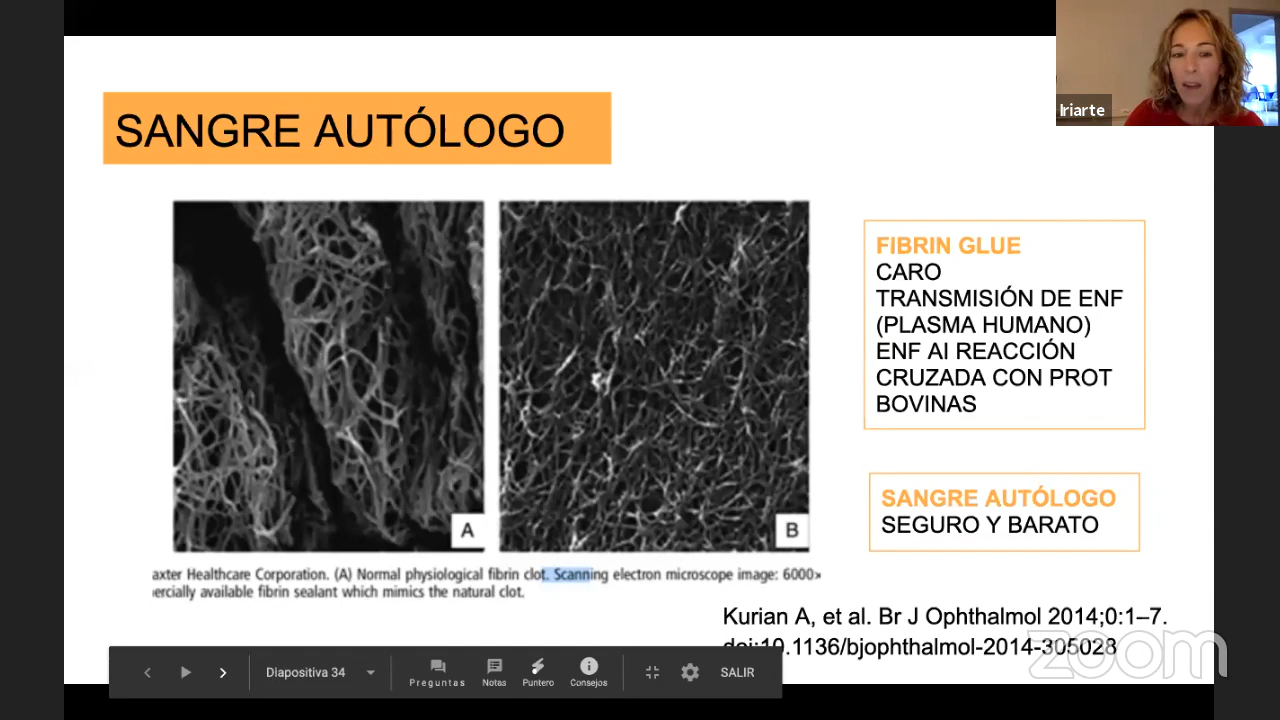 Iriarte
SANGRE AUTÓLOGO
FIBRIN GLUE
CARO
TRANSMISIÓN DE ENF
(PLASMA HUMANO)
ENF AI REACCIÓN
CRUZADA CON PROT
BOVINAS
A
B
SANGRE AUTÓLOGO
SEGURO Y BARATO
axter Healthcare Corporation. (A) Normal physiological fibrin clot. Scanning electron microscope image: 6000×
ercially available fibrin sealant which mimics the natural clot.
Kurian A, et al. Br J Ophthalmol 2014;0:1–7.
doi:10.1136/bjophthalmol-2014-305028
zoom
Diapositiva 34
Preguntas
Notas
Puntero
Consejos
SALIR